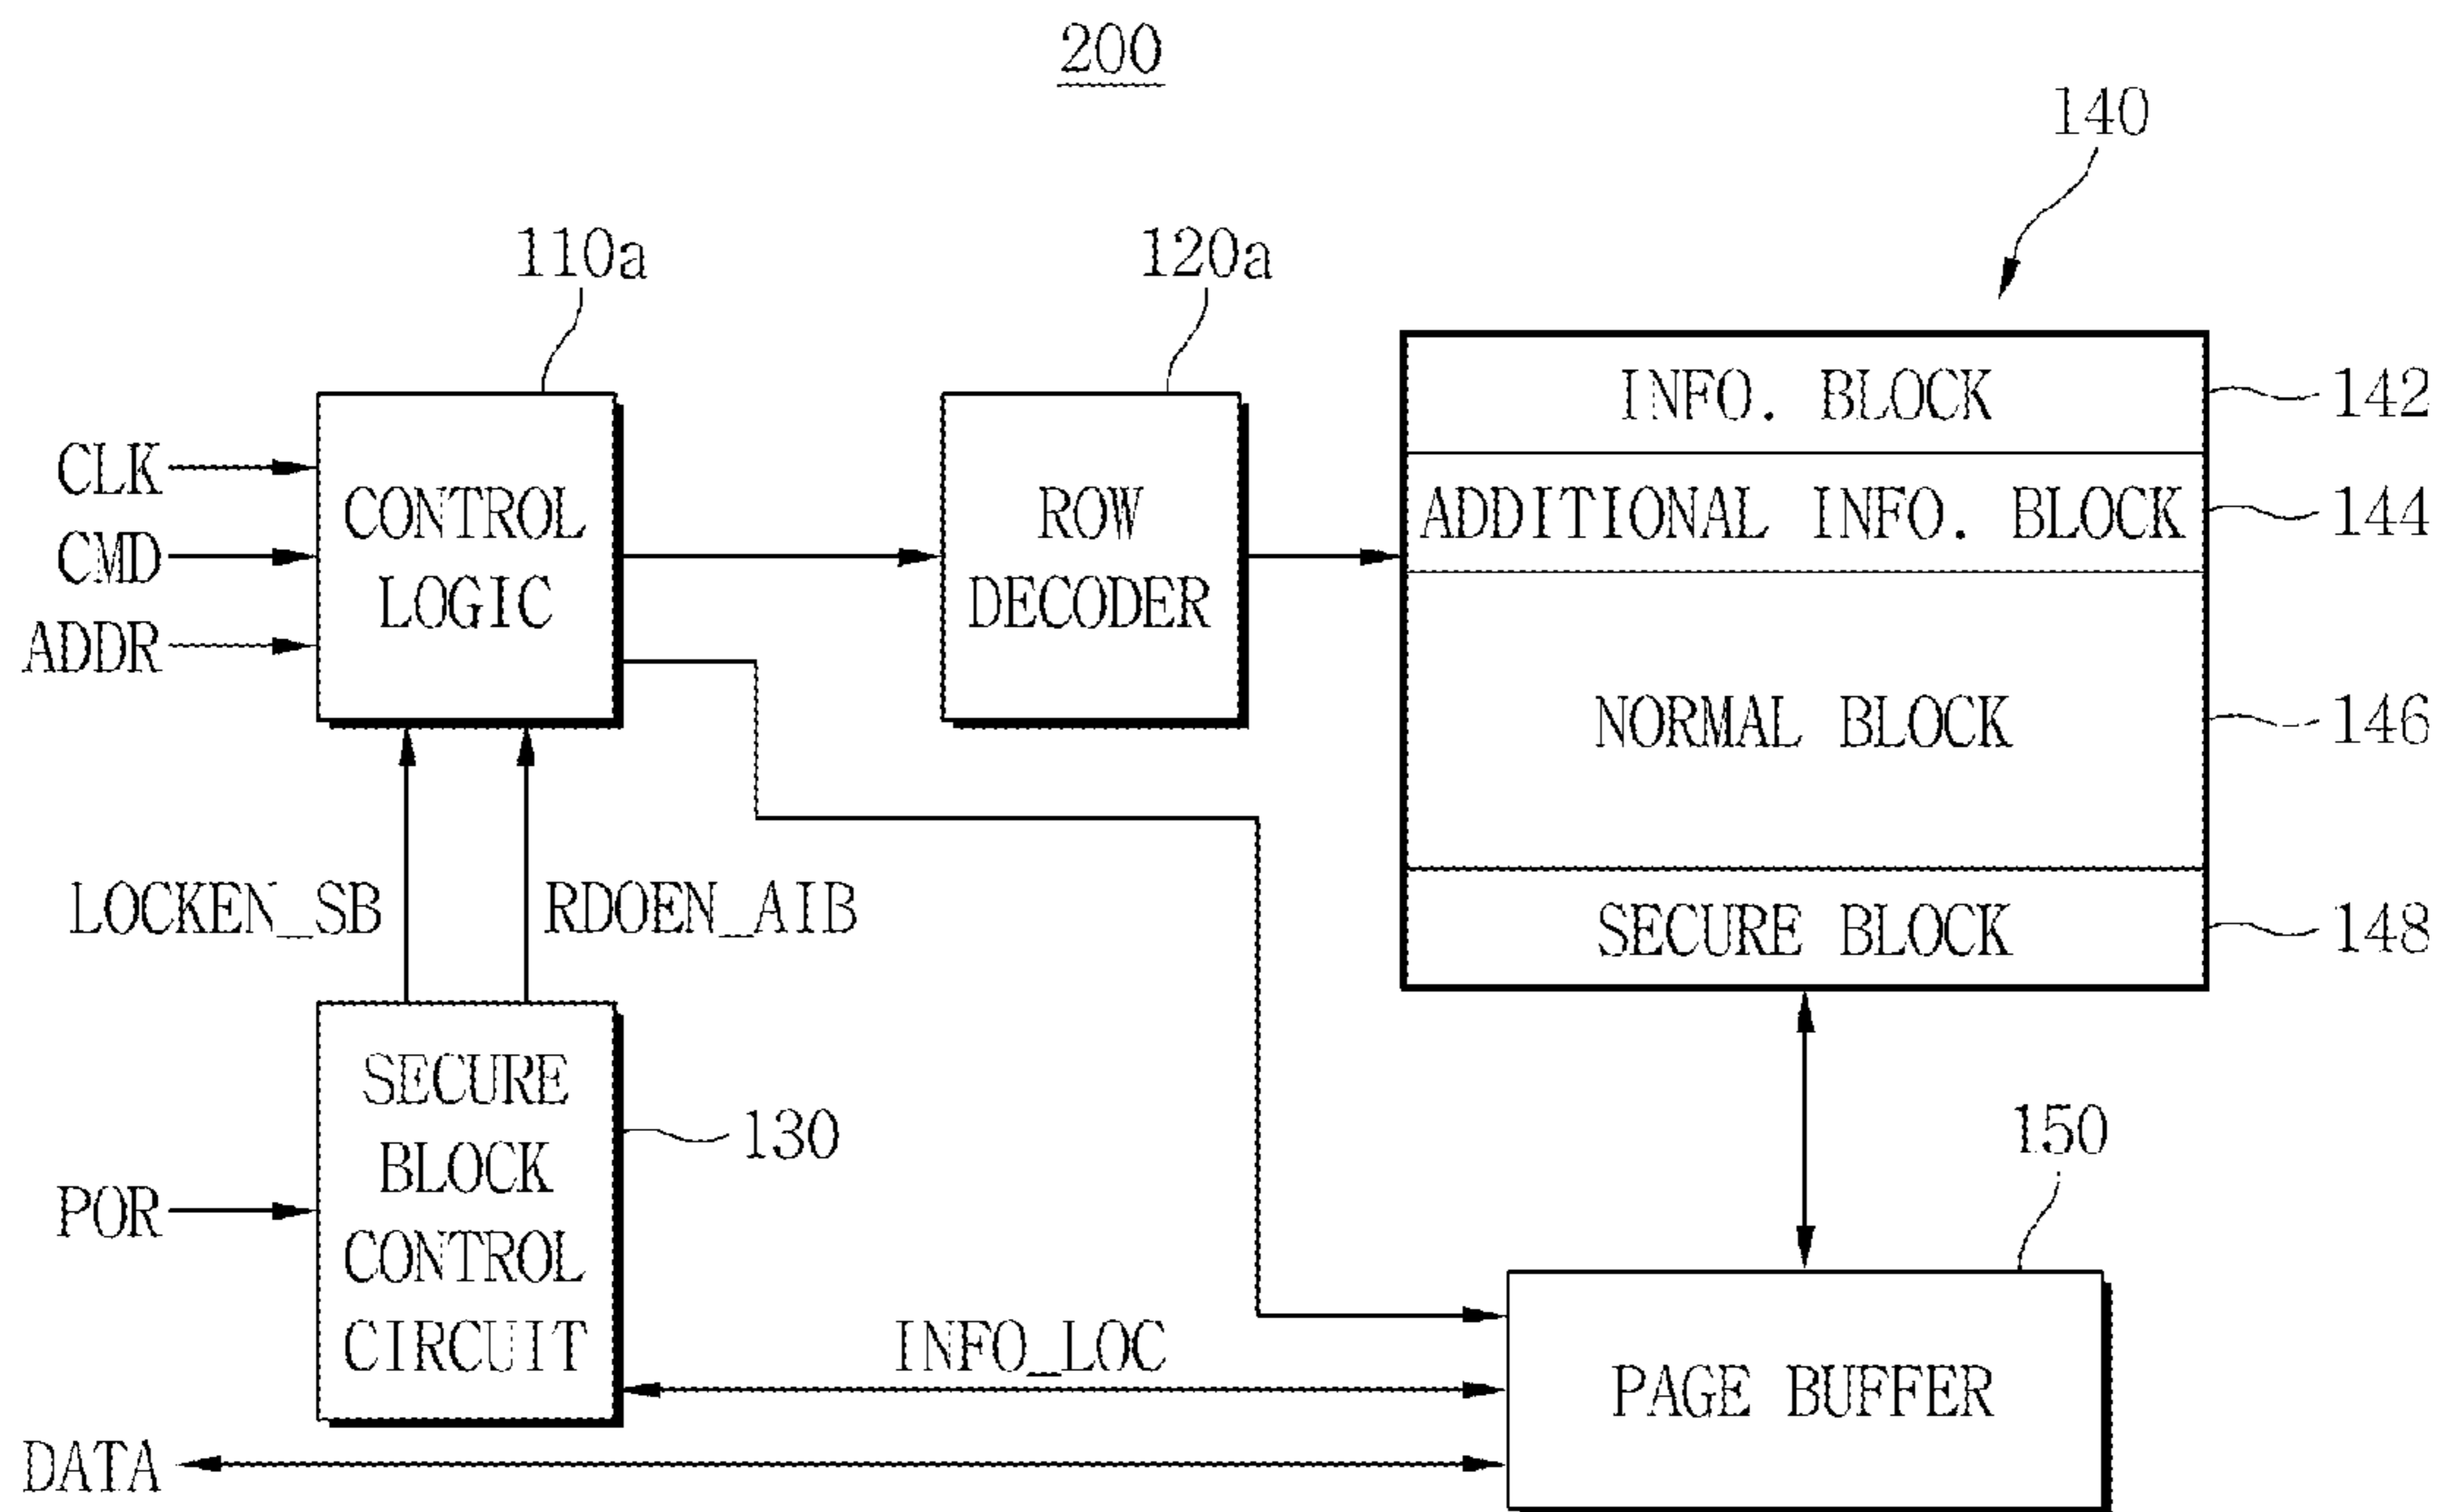 200
140
110a
120a
CLK
CMD
ADDR
CONTROL
LOGIC
ROW
DECODER
INFO. BLOCK
142
ADDITIONAL INFO. BLOCK
144
NORMAL BLOCK
146
SECURE BLOCK
148
LOCKEN_SB
RDOEN_AIB
SECURE
BLOCK
CONTROL
CIRCUIT
130
POR
150
INFO_LOC
PAGE BUFFER
DATA